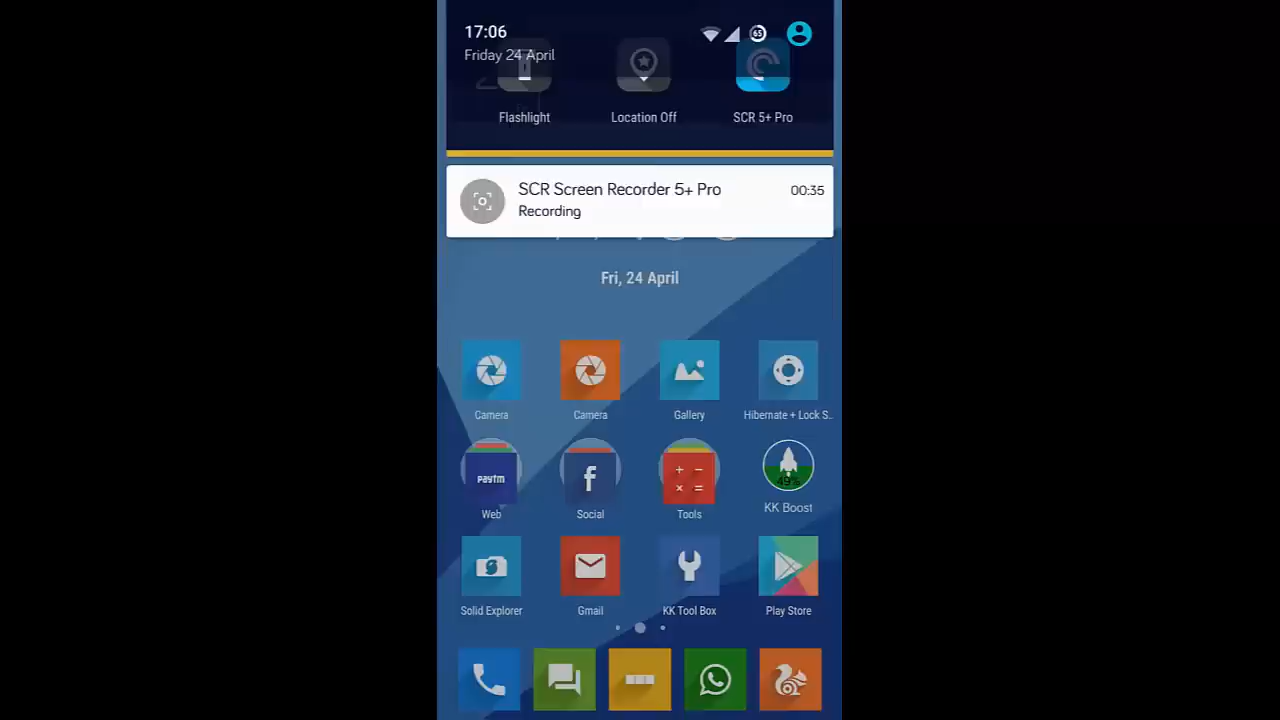 17:06
Friday 24 April
65
Flashlight
Location Off
SCR 5+ Pro
SCR Screen Recorder 5+ Pro
00:35
Recording
Fri, 24 April
Camera
Camera
Gallery
Hibernate + Lock S..
Paytm
f
49%
Web
Social
Tools
KK Boost
Solid Explorer
Gmail
KK Tool Box
Play Store